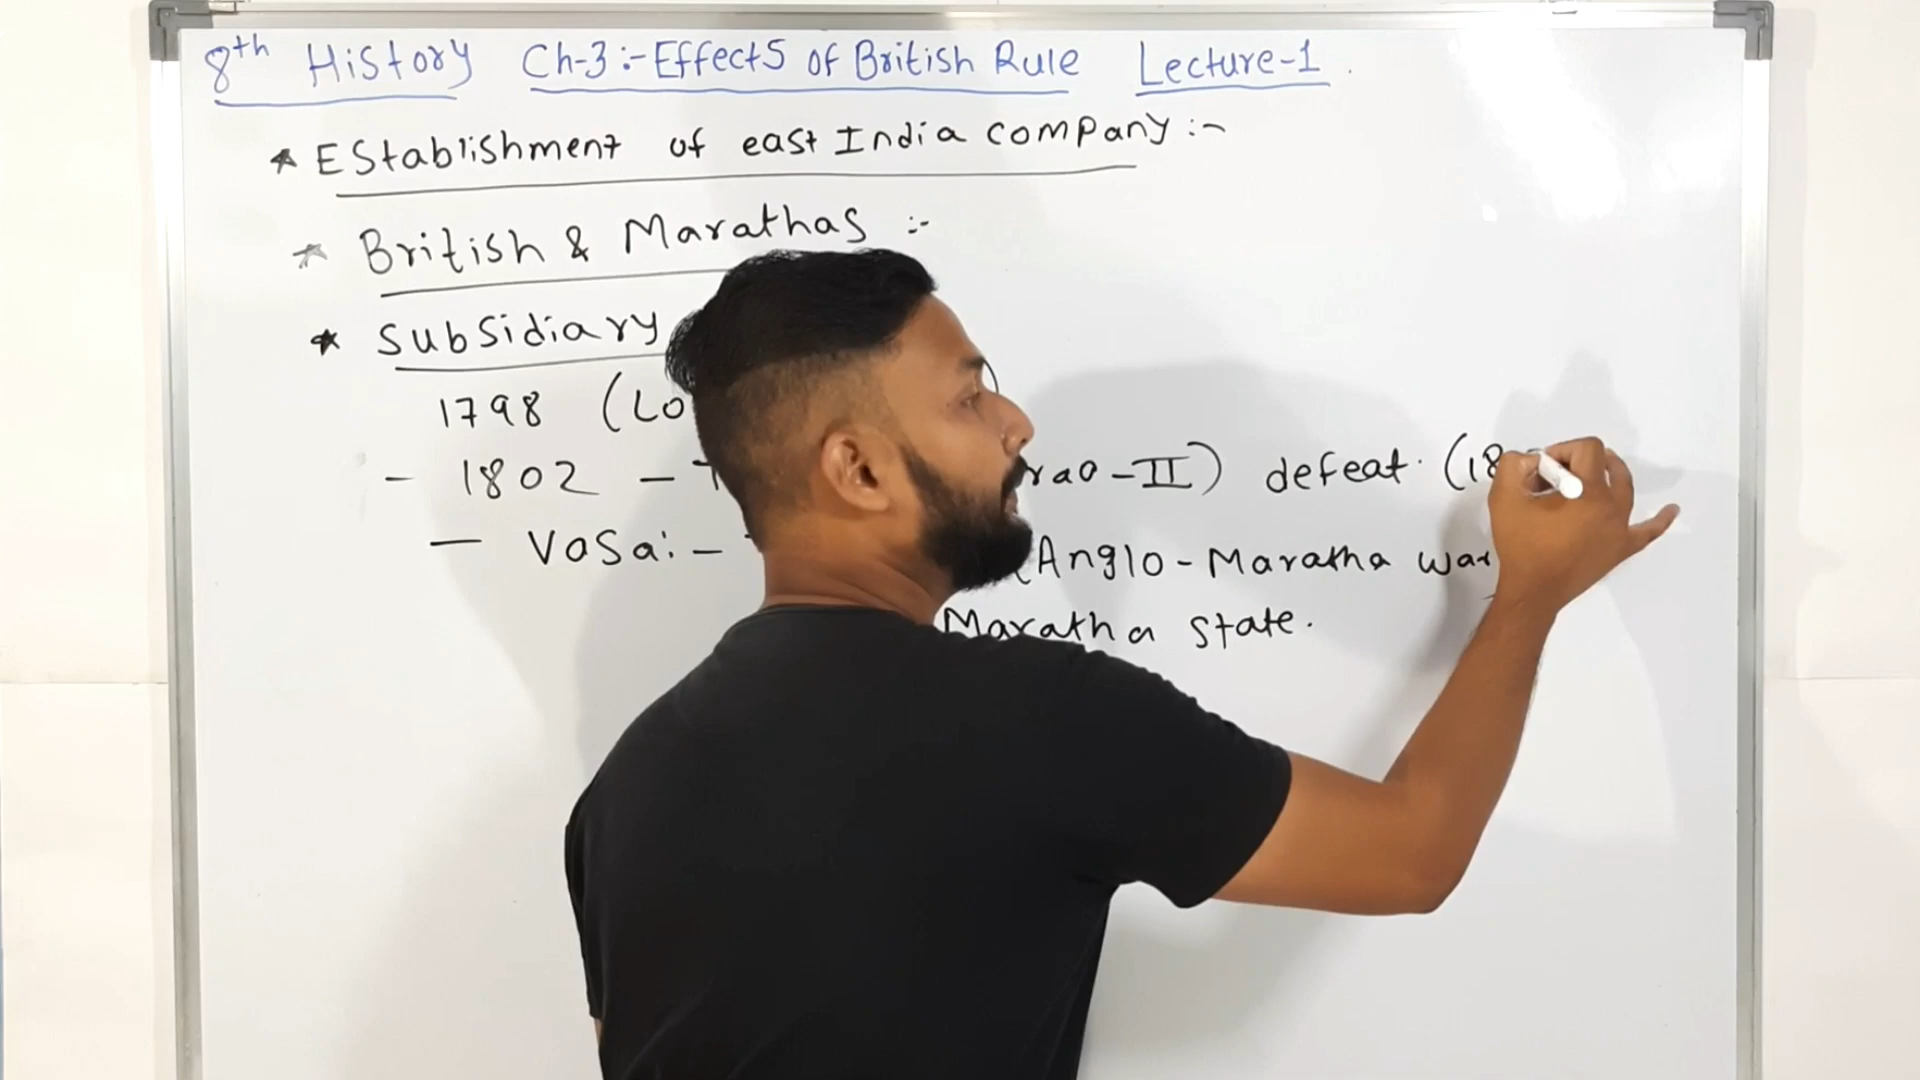 8th History Ch-3:-Effects of British Rule Lecture-1
* Establishment of east India company :-
* British & Marathas :-
* Subsidiary
1798 (Lo )
- 1802 - rao-II) defeat. (18
- Vasai - (Anglo-Maratha war
Maratha state.